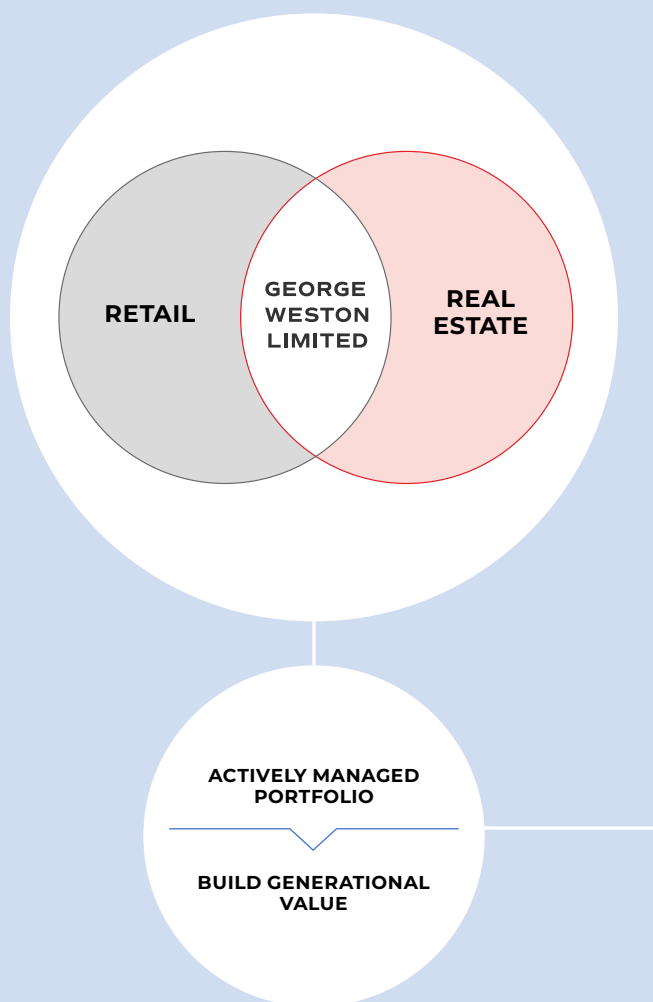 RETAIL
GEORGE
WESTON
LIMITED
REAL
ESTATE
ACTIVELY MANAGED
PORTFOLIO
BUILD GENERATIONAL
VALUE